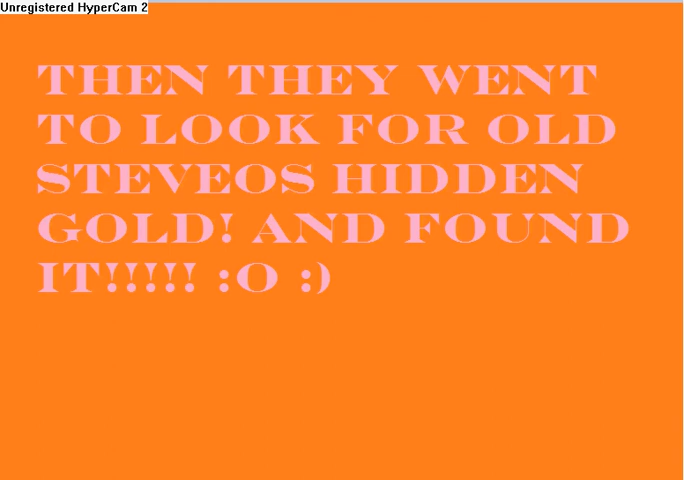 Unregistered HyperCam 2
THEN THEY WENT
TO LOOK FOR OLD
STEVEOS HIDDEN
GOLD! AND FOUND
IT!!!!! :O :)